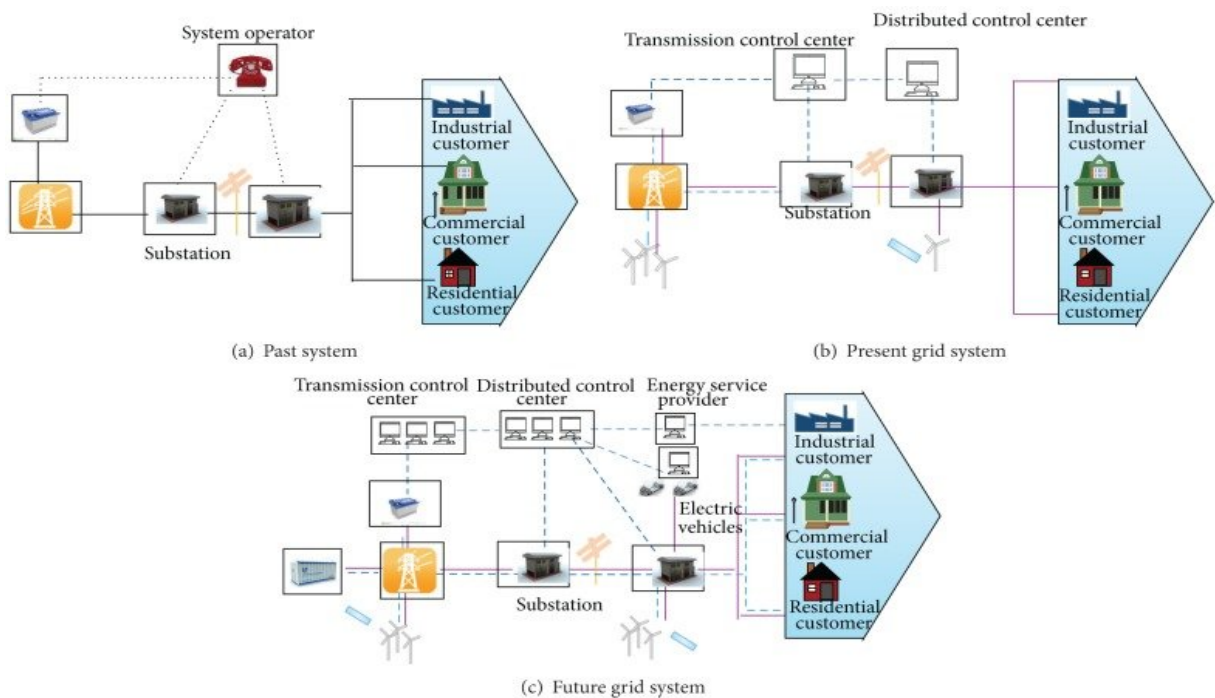 System operator
Substation
Industrial
customer
Commercial
customer
Residential
customer
(a) Past system
Distributed control center
Transmission control center
Substation
Industrial
customer
Commercial
customer
Residential
customer
(b) Present grid system
Transmission control
center
Distributed control
center
Energy service
provider
Electric
vehicles
Substation
Industrial
customer
Commercial
customer
Residential
customer
(c) Future grid system